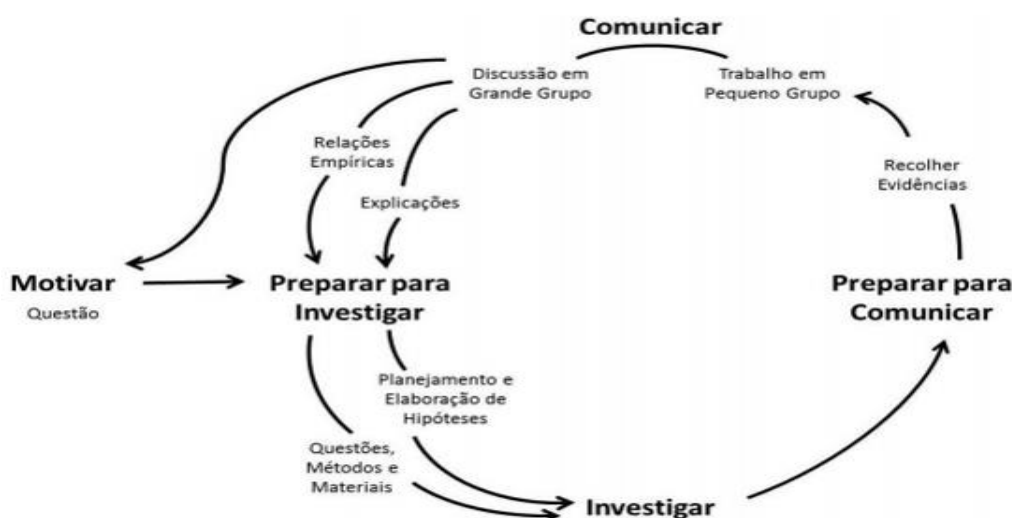 Comunicar
Discussão em
Grande Grupo
Trabalho em
Pequeno Grupo
Relações
Empíricas
Recolher
Evidências
Explicações
Motivar
Questão
Preparar para
Investigar
Preparar para
Comunicar
Planejamento e
Elaboração de
Hipóteses
Questões,
Métodos e
Materiais
Investigar